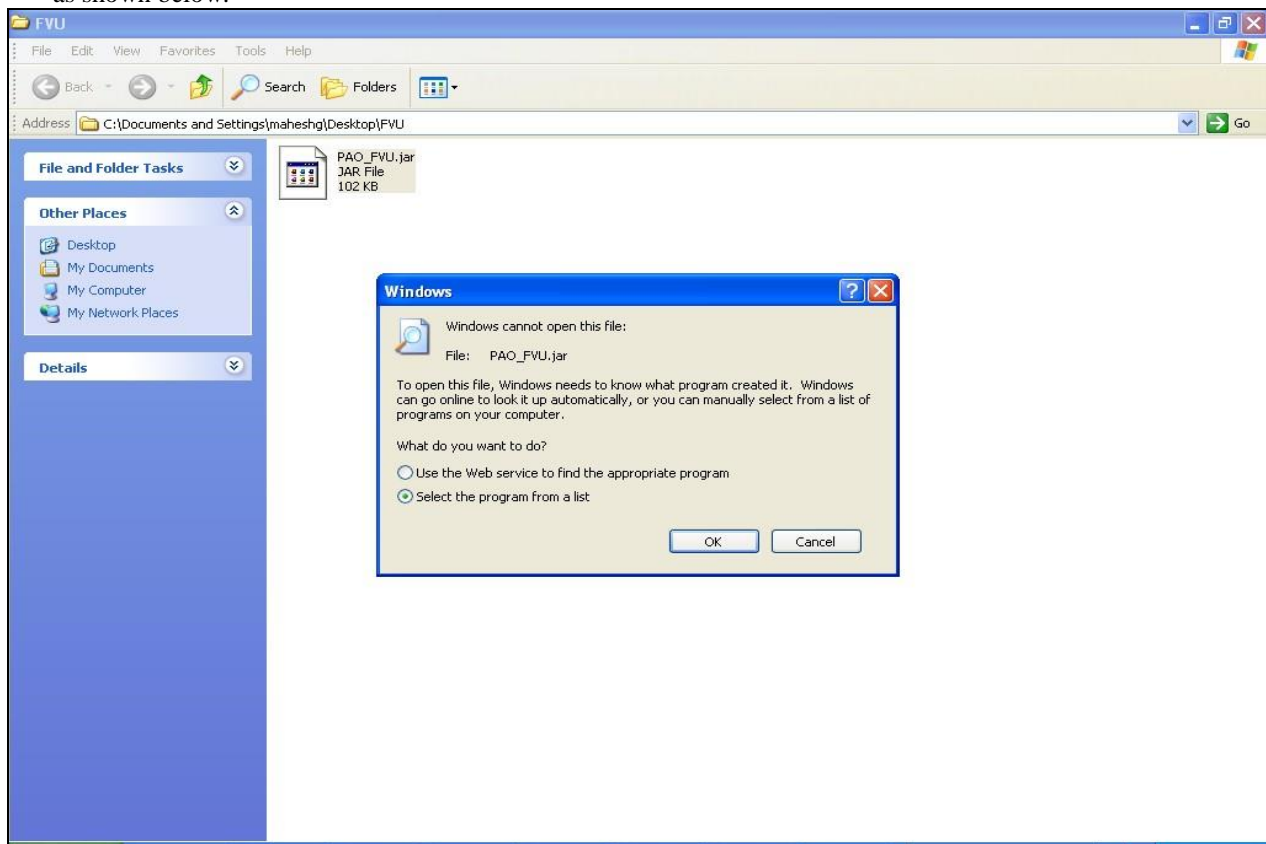 as shown below.
FVU
File Edit View Favorites Tools Help
Back Search Folders
Address C:\Documents and Settings\maheshg\Desktop\FVU Go
File and Folder Tasks
Other Places
Desktop
My Documents
My Computer
My Network Places
Details
PAO_FVU.jar
JAR File
102 KB
Windows
Windows cannot open this file:
File: PAO_FVU.jar
To open this file, Windows needs to know what program created it. Windows
can go online to look it up automatically, or you can manually select from a list of
programs on your computer.
What do you want to do?
Use the Web service to find the appropriate program
Select the program from a list
OK Cancel